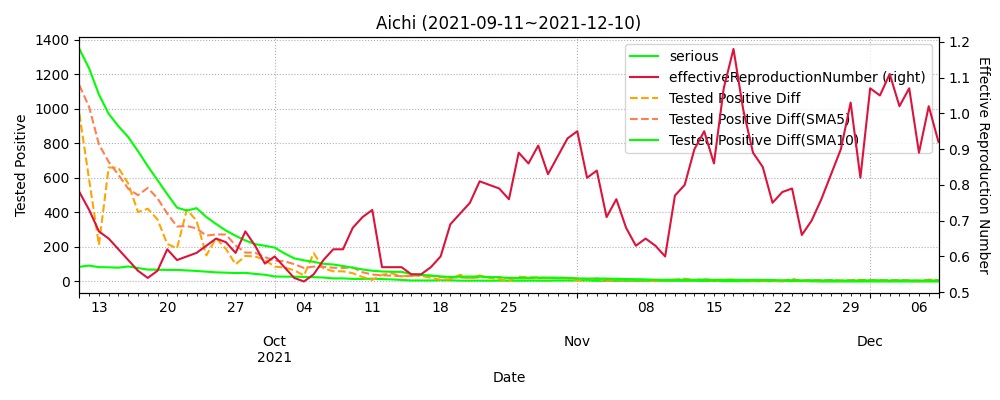 Aichi (2021-09-11~2021-12-10)
serious
effectiveReproductionNumber (right)
Tested Positive Diff
Tested Positive Diff(SMA5)
Tested Positive Diff(SMA10)
Tested Positive
1400
1200
1000
800
600
400
200
0
Effective Reproduction Number
1.2
1.1
1.0
0.9
0.8
0.7
0.6
0.5
13 20 27 04 11 18 25 08 15 22 29 06
Oct Nov Dec
2021
Date